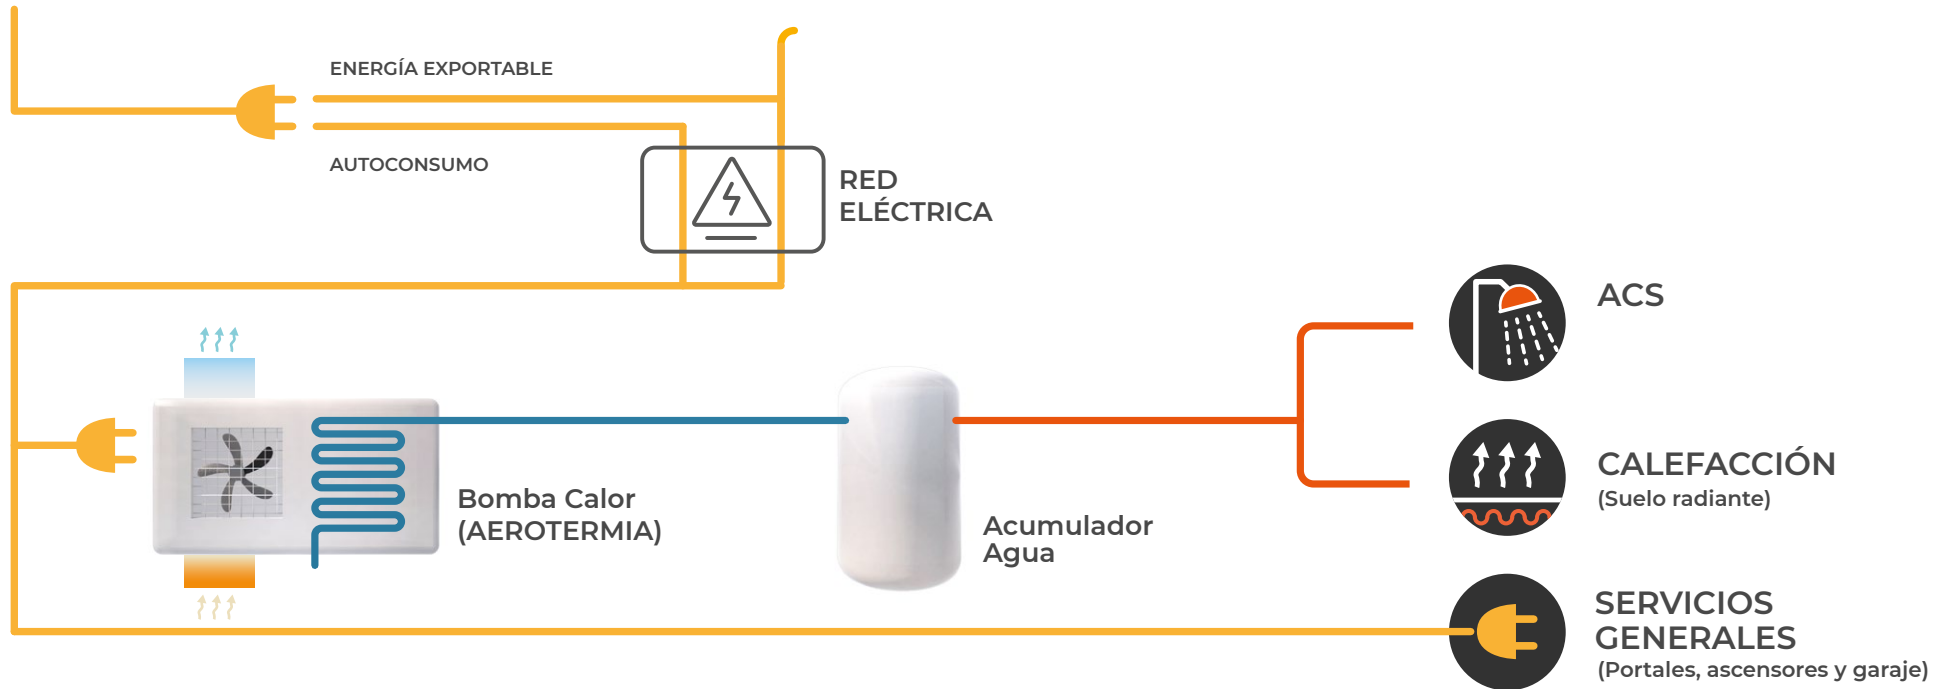 ENERGÍA EXPORTABLE
AUTOCONSUMO
RED
ELÉCTRICA
ACS
CALEFACCIÓN
(Suelo radiante)
Bomba Calor
(AEROTERMIA)
Acumulador
Agua
SERVICIOS
GENERALES
(Portales, ascensores y garaje)